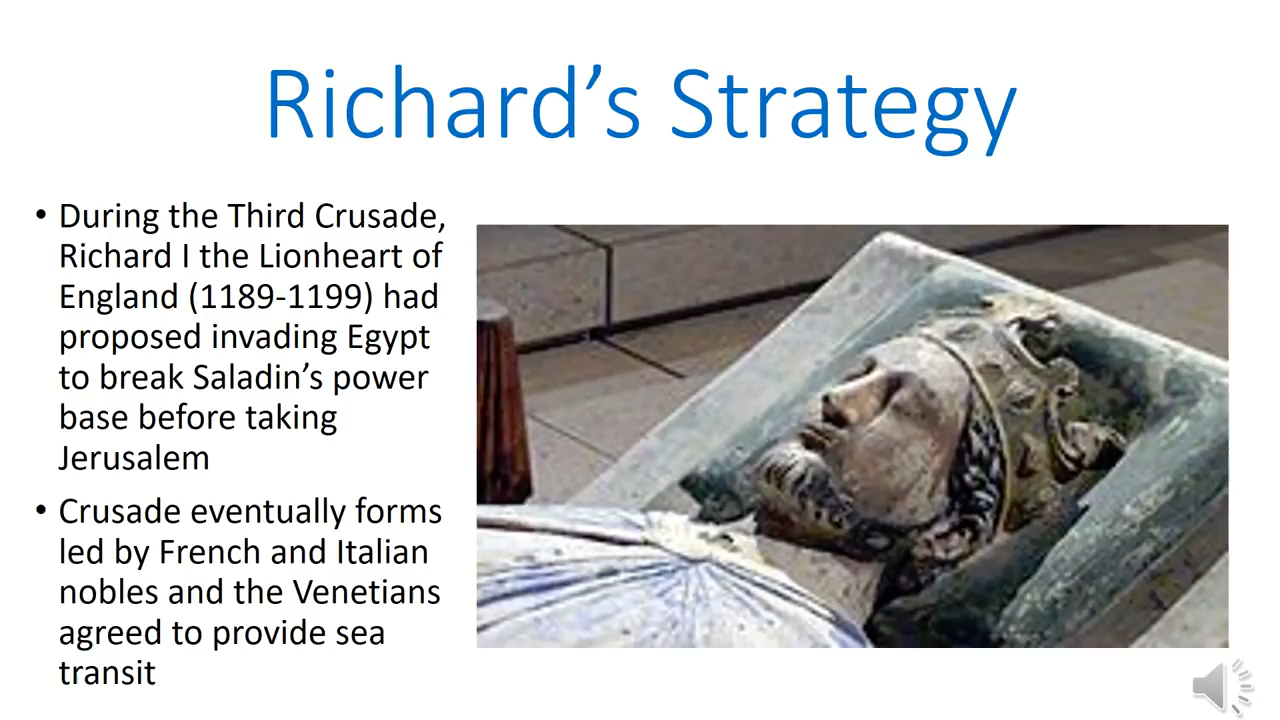 Richard’s Strategy
• During the Third Crusade,
Richard I the Lionheart of
England (1189-1199) had
proposed invading Egypt
to break Saladin’s power
base before taking
Jerusalem
• Crusade eventually forms
led by French and Italian
nobles and the Venetians
agreed to provide sea
transit